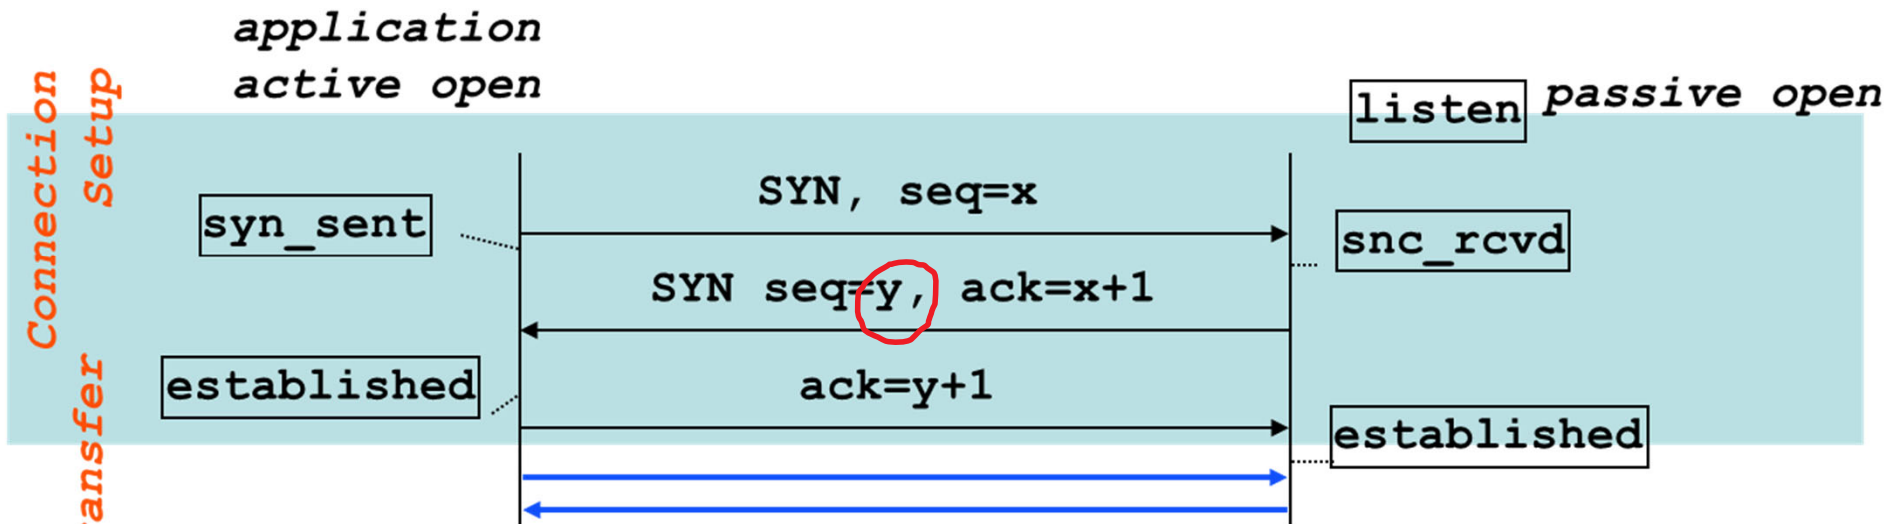 application
active open
listen
passive open
Connection
Setup
SYN, seq=x
syn_sent
snc_rcvd
SYN seq=y, ack=x+1
established
ack=y+1
established
ansfer